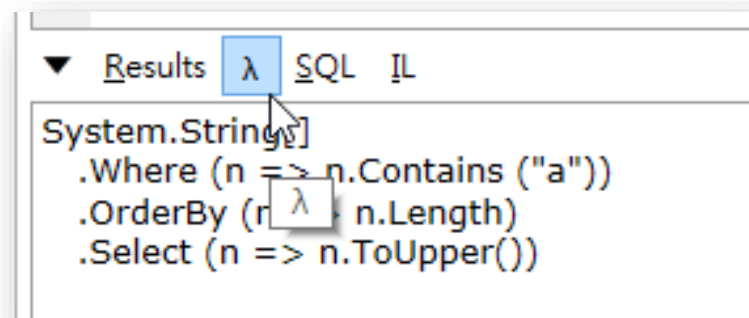 ▼ Results λ SQL IL
System.String[]
.Where (n => n.Contains ("a"))
λ
.OrderBy (n => n.Length)
.Select (n => n.ToUpper())